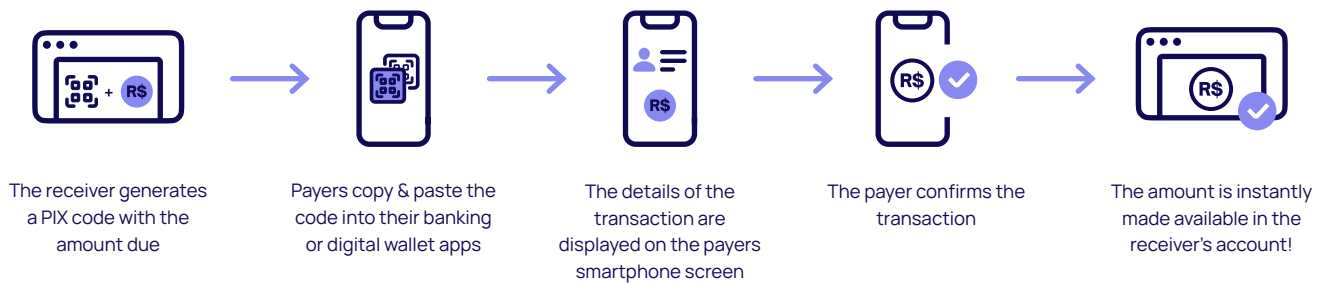 R$
R$
R$
R$
The receiver generates
a PIX code with the
amount due
Payers copy & paste the
code into their banking
or digital wallet apps
The details of the
transaction are
displayed on the payers
smartphone screen
The payer confirms the
transaction
The amount is instantly
made available in the
receiver's account!